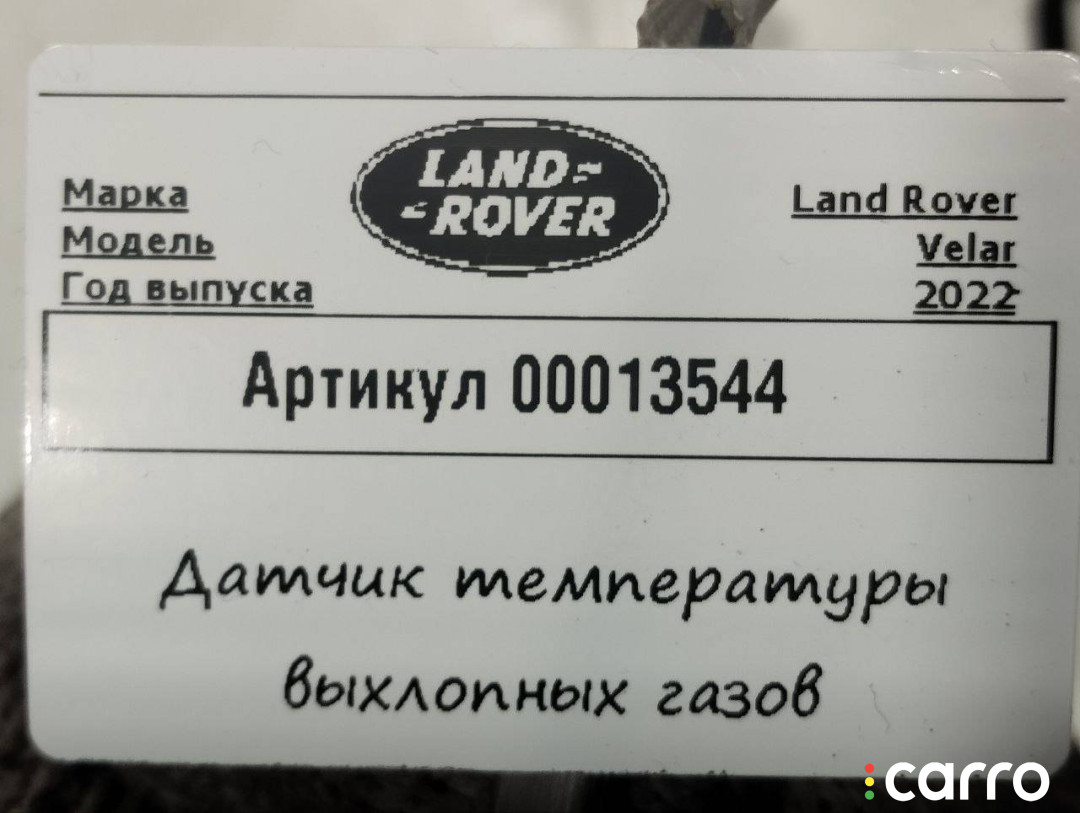 LAND
ROVER
Марка Land Rover
Модель Velar
Год выпуска 2022
Артикул 00013544
Датчик температуры
выхлопных газов
carro